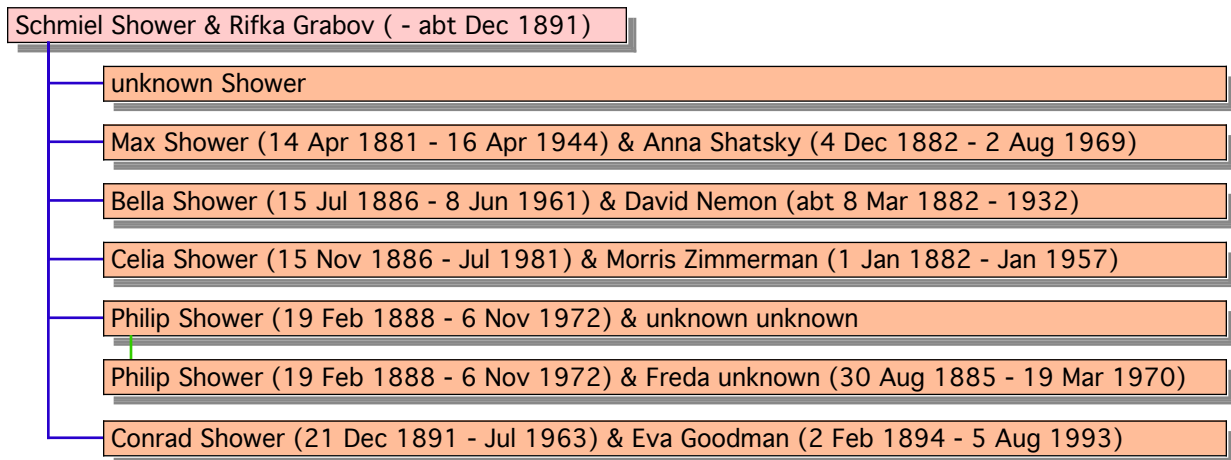 Schmiel Shower & Rifka Grabov ( - abt Dec 1891)
unknown Shower
Max Shower (14 Apr 1881 - 16 Apr 1944) & Anna Shatsky (4 Dec 1882 - 2 Aug 1969)
Bella Shower (15 Jul 1886 - 8 Jun 1961) & David Nemon (abt 8 Mar 1882 - 1932)
Celia Shower (15 Nov 1886 - Jul 1981) & Morris Zimmerman (1 Jan 1882 - Jan 1957)
Philip Shower (19 Feb 1888 - 6 Nov 1972) & unknown unknown
Philip Shower (19 Feb 1888 - 6 Nov 1972) & Freda unknown (30 Aug 1885 - 19 Mar 1970)
Conrad Shower (21 Dec 1891 - Jul 1963) & Eva Goodman (2 Feb 1894 - 5 Aug 1993)